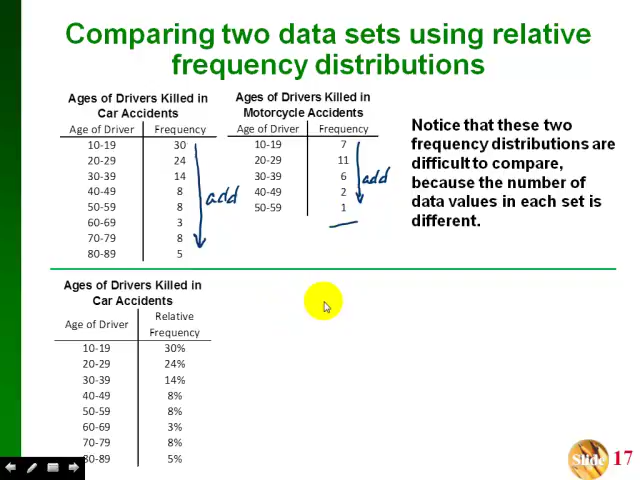 Comparing two data sets using relative
frequency distributions
Ages of Drivers Killed in
Car Accidents
Age of Driver Frequency
10-19 30
20-29 24
30-39 14
40-49 8
50-59 8
60-69 3
70-79 8
80-89 5
add
Ages of Drivers Killed in
Motorcycle Accidents
Age of Driver Frequency
10-19 7
20-29 11
30-39 6
40-49 2
50-59 1
add
Notice that these two
frequency distributions are
difficult to compare,
because the number of
data values in each set is
different.
Ages of Drivers Killed in
Car Accidents
Age of Driver Relative
Frequency
10-19 30%
20-29 24%
30-39 14%
40-49 8%
50-59 8%
60-69 3%
70-79 8%
80-89 5%
Slide 17